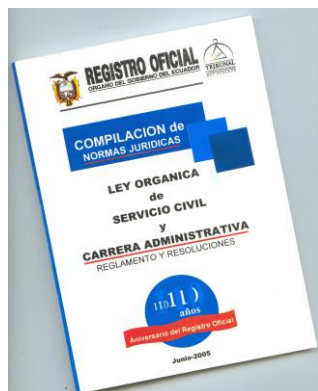 REGISTRO OFICIAL
ORGANO DEL GOBIERNO DEL ECUADOR
TRIBUNAL
COMPILACION de
NORMAS JURIDICAS
LEY ORGANICA
de
SERVICIO CIVIL
y
CARRERA ADMINISTRATIVA
REGLAMENTO Y RESOLUCIONES
110
años
Aniversario del Registro Oficial
Junio-2005